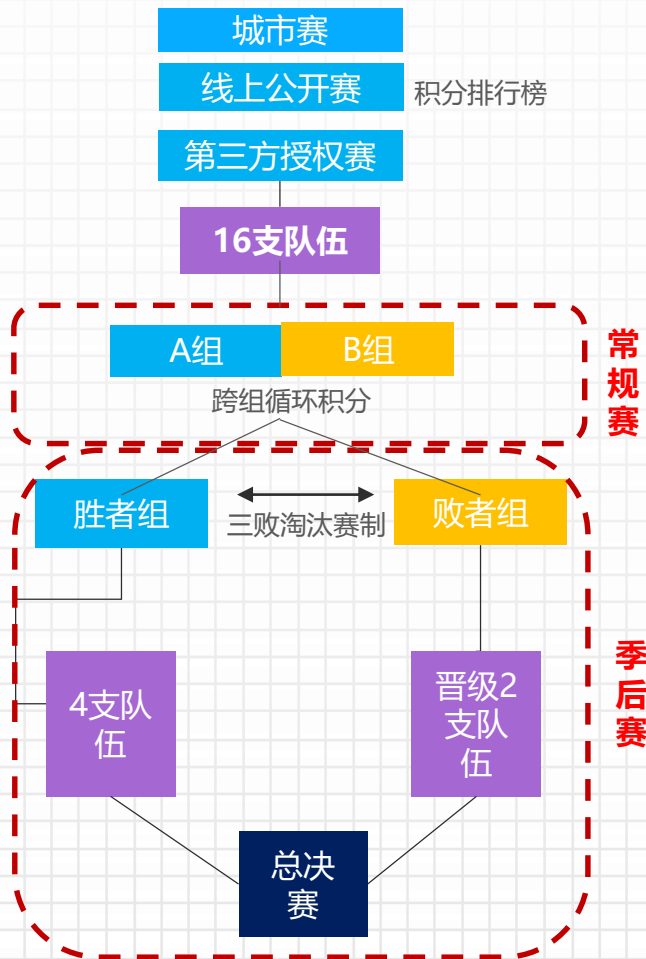 城市赛
线上公开赛
积分排行榜
第三方授权赛
16支队伍
A组
B组
跨组循环积分
常
规
赛
胜者组
三败淘汰赛制
败者组
4支队
伍
晋级2
支队
伍
季
后
赛
总决
赛